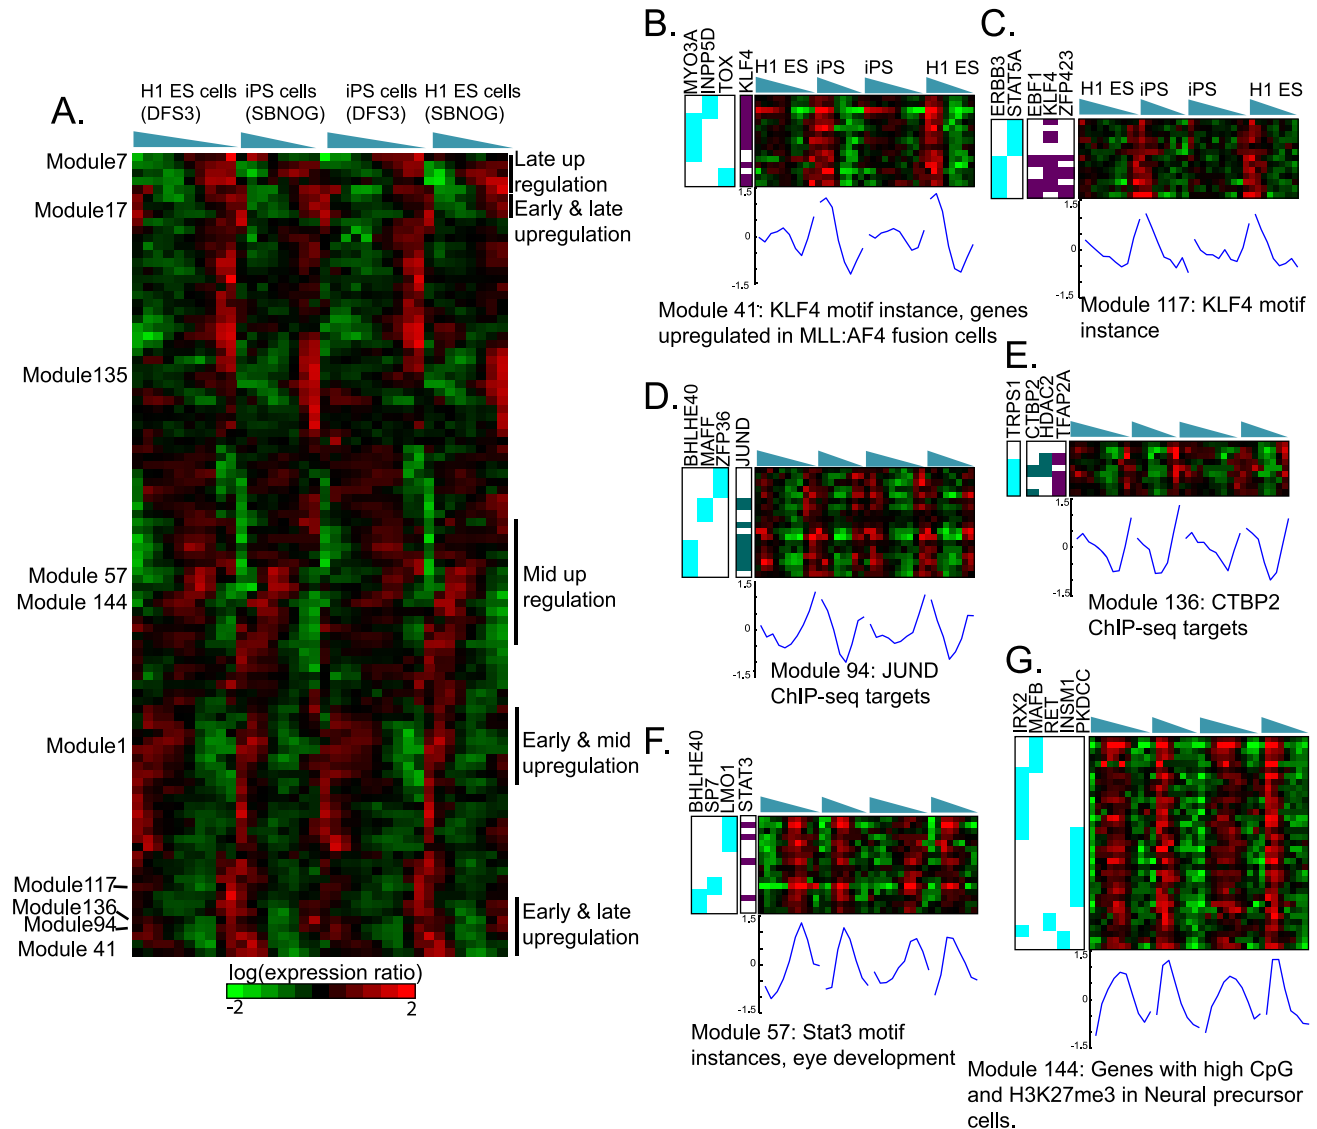 A.
H1 ES cells
(DFS3)
iPS cells
(SBNOG)
iPS cells
(DFS3)
H1 ES cells
(SBNOG)
Module7
Module17
Module135
Module 57
Module 144
Module1
Module117
Module136
Module94
Module 41
Late up
regulation
Early & late
upregulation
Mid up
regulation
Early & mid
upregulation
Early & late
upregulation
log(expression ratio)
-2
2
B.
MYO3A
INPP5D
TOX
KLF4
H1 ES
iPS
iPS
H1 ES
1.5
0
-1.5
Module 41: KLF4 motif instance, genes
upregulated in MLL:AF4 fusion cells
C.
ERBB3
STAT5A
EBF1
KLF4
ZFP423
H1 ES
iPS
iPS
H1 ES
1.5
0
-1.5
Module 117: KLF4 motif
instance
D.
BHLHE40
MAFF
ZFP36
JUND
1.5
0
-1.5
Module 94: JUND
ChIP-seq targets
E.
TRPS1
CTBP2
HDAC2
TFAP2A
1.5
0
-1.5
Module 136: CTBP2
ChIP-seq targets
F.
BHLHE40
SP7
LMO1
STAT3
1.5
0
-1.5
Module 57: Stat3 motif
instances, eye development
G.
IRX2
MAFB
RET
INSM1
PKDCC
1.5
0
-1.5
Module 144: Genes with high CpG
and H3K27me3 in Neural precursor
cells.